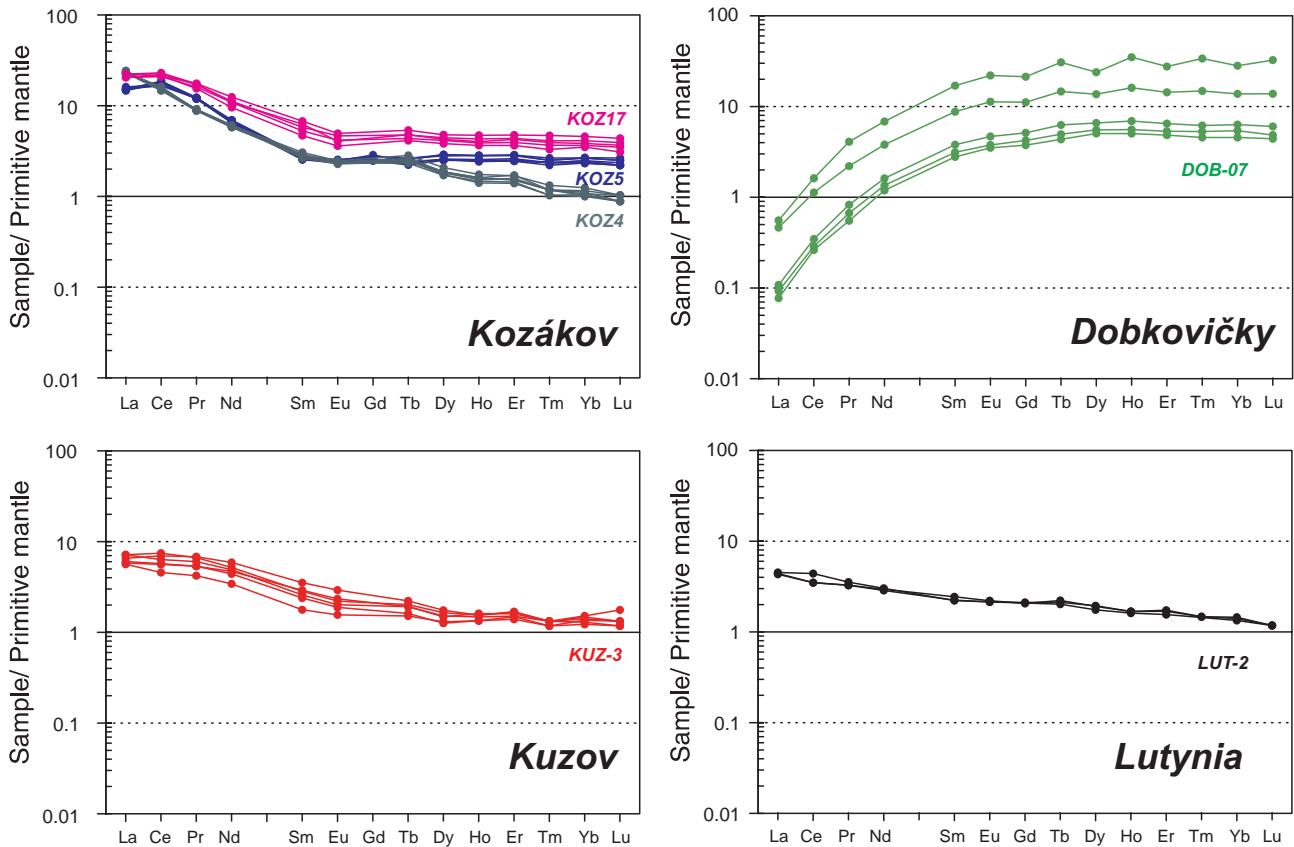 Sample/ Primitive mantle
100
10
1
0.1
0.01
KOZ17
KOZ5
KOZ4
Kozákov
La Ce Pr Nd Sm Eu Gd Tb Dy Ho Er Tm Yb Lu
Sample/ Primitive mantle
100
10
1
0.1
0.01
DOB-07
Dobkovičky
La Ce Pr Nd Sm Eu Gd Tb Dy Ho Er Tm Yb Lu
Sample/ Primitive mantle
100
10
1
0.1
0.01
KUZ-3
Kuzov
La Ce Pr Nd Sm Eu Gd Tb Dy Ho Er Tm Yb Lu
Sample/ Primitive mantle
100
10
1
0.1
0.01
LUT-2
Lutynia
La Ce Pr Nd Sm Eu Gd Tb Dy Ho Er Tm Yb Lu